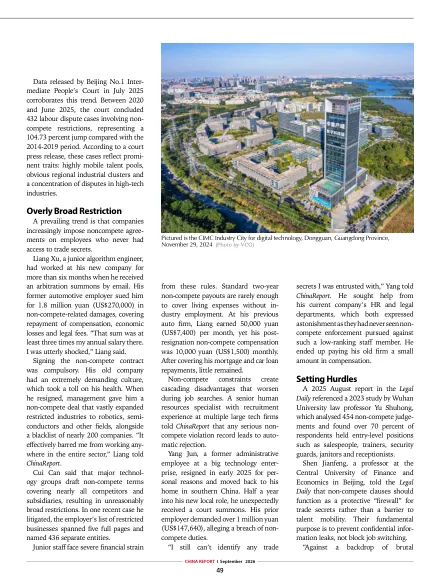 Data released by Beijing No.1 Inter-
mediate People's Court in July 2025
corroborates this trend. Between 2020
and June 2025, the court concluded
432 labour dispute cases involving non-
compete restrictions, representing a
104.73 percent jump compared with the
2014-2019 period. According to a court
press release, these cases reflect promi-
nent traits: highly mobile talent pools,
obvious regional industrial clusters and
a concentration of disputes in high-tech
industries.
Overly Broad Restriction
A prevailing trend is that companies
increasingly impose noncompete agree-
ments on employees who never had
access to trade secrets.
Liang Xu, a junior algorithm engineer,
had worked at his new company for
more than six months when he received
an arbitration summons by email. His
former automotive employer sued him
for 1.8 million yuan (US$270,000) in
noncompete-related damages, covering
repayment of compensation, economic
losses and legal fees. "That sum was at
least three times my annual salary there.
I was utterly shocked," Liang said.
Signing the non-compete contract
was compulsory. His old company
had an extremely demanding culture,
which took a toll on his health. When
he resigned, management gave him a
non-compete deal that vastly expanded
restricted industries to robotics, semi-
conductors and other fields, alongside
a blacklist of nearly 200 companies. "It
effectively barred me from working any-
where in the entire sector," Liang told
ChinaReport.
Cui Can said that major technol-
ogy groups draft non-compete terms
covering nearly all competitors and
subsidiaries, resulting in unreasonably
broad restrictions. In one recent case he
litigated, the employer's list of restricted
businesses spanned five full pages and
named 436 separate entities.
Junior staff face severe financial strain
Pictured is the CIMC Industry City for digital technology, Dongguan, Guangdong Province,
November 29, 2024 (Photo by VCG)
from these rules. Standard two-year
non-compete payouts are rarely enough
to cover living expenses without in-
dustry employment. At his previous
auto firm, Liang earned 50,000 yuan
(US$7,400) per month, yet his post-
resignation non-compete compensation
was 10,000 yuan (US$1,500) monthly.
After covering his mortgage and car loan
repayments, little remained.
Non-compete constraints create
cascading disadvantages that worsen
during job searches. A senior human
resources specialist with recruitment
experience at multiple large tech firms
told ChinaReport that any serious non-
compete violation record leads to auto-
matic rejection.
Yang Jun, a former administrative
employee at a big technology enter-
prise, resigned in early 2025 for per-
sonal reasons and moved back to his
home in southern China. Half a year
into his new local role, he unexpectedly
received a court summons. His prior
employer demanded over 1 million yuan
(US$147,640), alleging a breach of non-
compete duties.
"I still can't identify any trade
secrets I was entrusted with," Yang told
ChinaReport. He sought help from
his current company's HR and legal
departments, which both expressed
astonishment as they had never seen non-
compete enforcement pursued against
such a low-ranking staff member. He
ended up paying his old firm a small
amount in compensation.
Setting Hurdles
A 2025 August report in the Legal
Daily referenced a 2023 study by Wuhan
University law professor Ya Shuhong,
which analysed 454 non-compete judge-
ments and found over 70 percent of
respondents held entry-level positions
such as salespeople, trainers, security
guards, janitors and receptionists.
Shen Jianfeng, a professor at the
Central University of Finance and
Economics in Beijing, told the Legal
Daily that non-compete clauses should
function as a protective "firewall" for
trade secrets rather than a barrier to
talent mobility. Their fundamental
purpose is to prevent confidential infor-
mation leaks, not block job switching.
"Against a backdrop of brutal
CHINA REPORT | September 2026
49